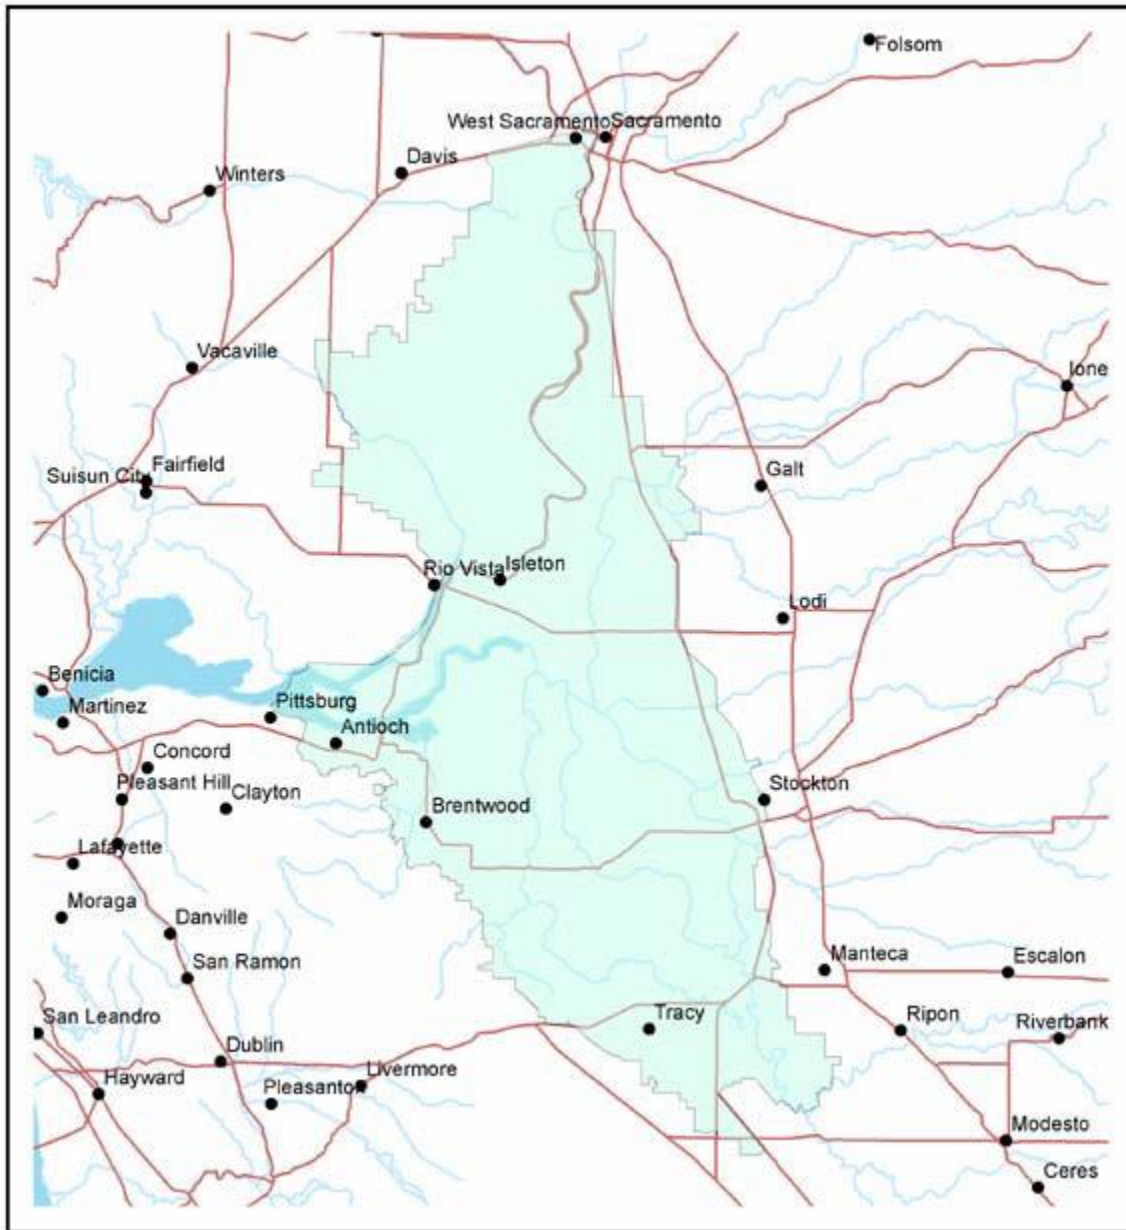 Folsom
West Sacramento
Sacramento
Davis
Winters
Vacaville
Ione
Fairfield
Suisun City
Galt
Rio Vista
Isleton
Lodi
Benicia
Martinez
Pittsburg
Antioch
Concord
Pleasant Hill
Clayton
Stockton
Brentwood
Lafayette
Moraga
Danville
San Ramon
Manteca
Escalon
San Leandro
Tracy
Ripon
Riverbank
Dublin
Hayward
Pleasanton
Livermore
Modesto
Ceres